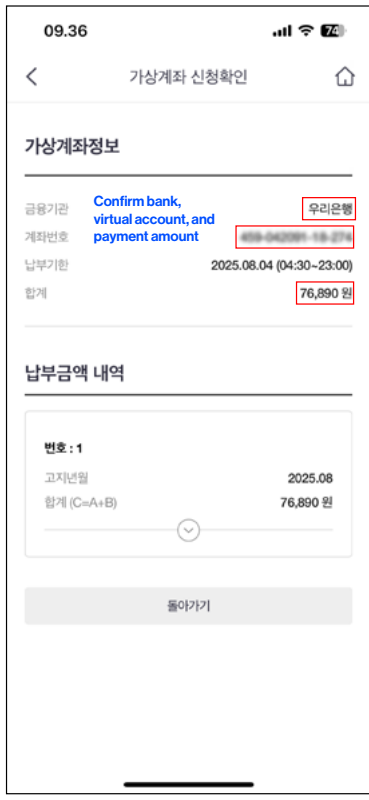 09.36
74
가상계좌 신청확인
가상계좌정보
금융기관
우리은행
Confirm bank,
virtual account, and
payment amount
계좌번호
납부기한
2025.08.04 (04:30~23:00)
합계
76,890 원
납부금액 내역
번호 : 1
고지년월
2025.08
합계 (C=A+B)
76,890 원
돌아가기